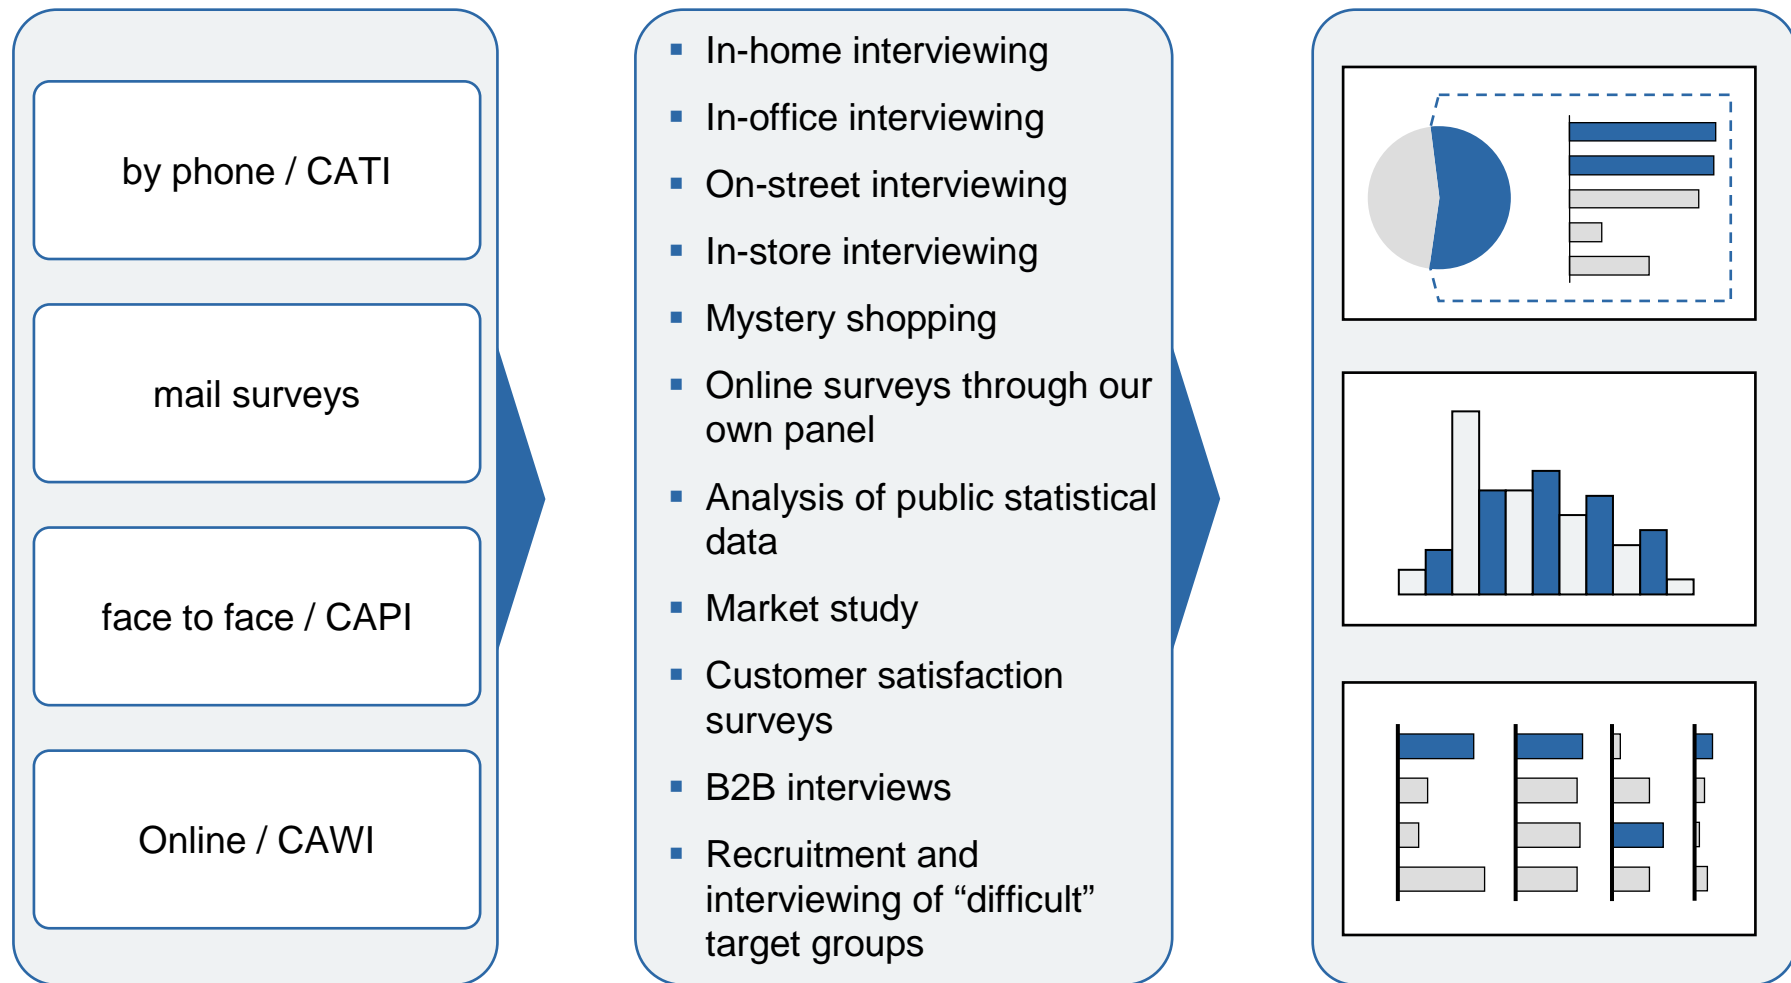 by phone / CATI
mail surveys
face to face / CAPI
Online / CAWI
▪ In-home interviewing
▪ In-office interviewing
▪ On-street interviewing
▪ In-store interviewing
▪ Mystery shopping
▪ Online surveys through our
own panel
▪ Analysis of public statistical
data
▪ Market study
▪ Customer satisfaction
surveys
▪ B2B interviews
▪ Recruitment and
interviewing of “difficult”
target groups